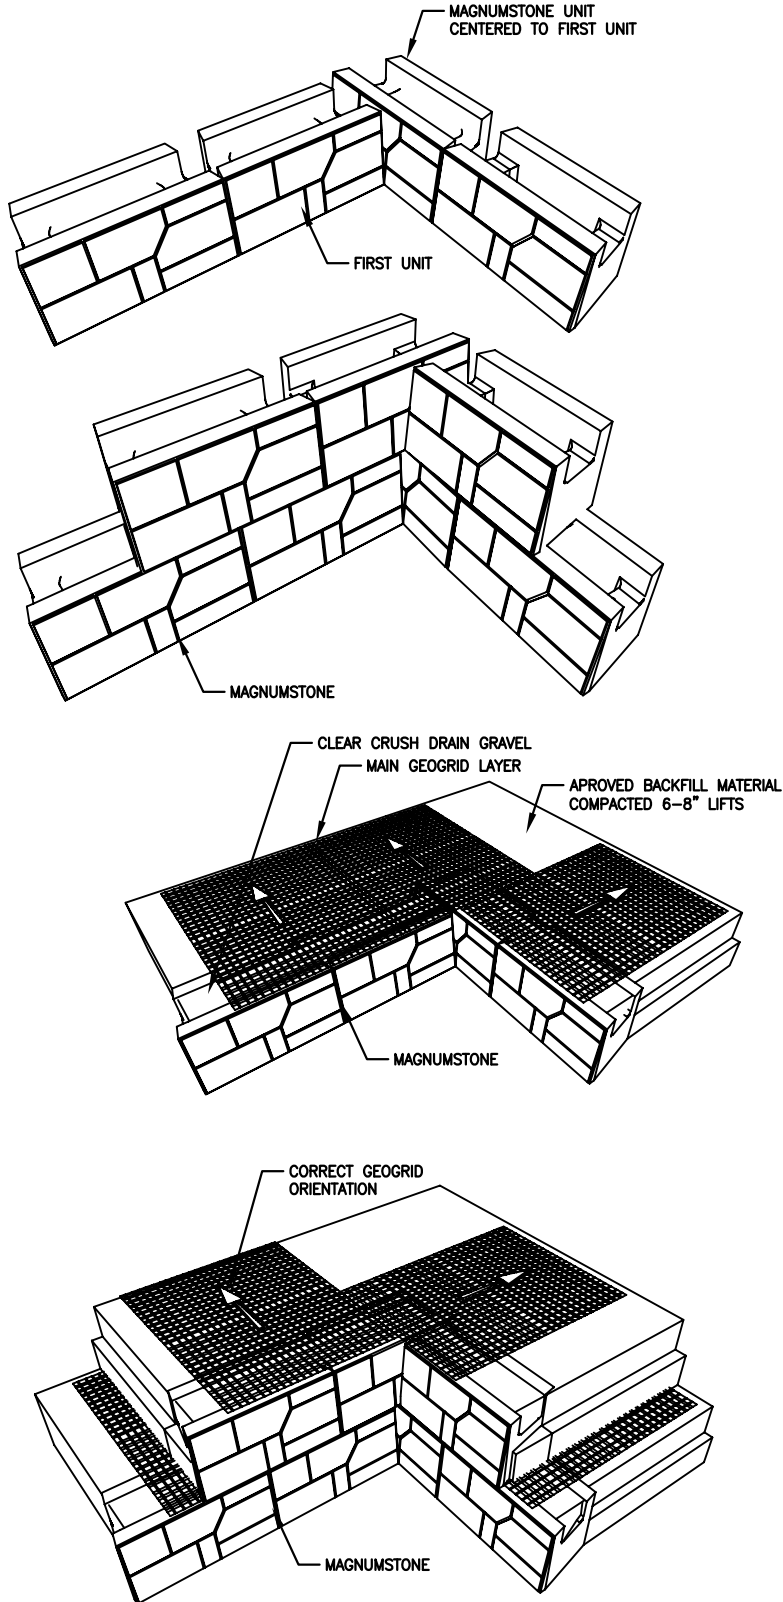 MAGNUMSTONE UNIT
CENTERED TO FIRST UNIT
FIRST UNIT
MAGNUMSTONE
CLEAR CRUSH DRAIN GRAVEL
MAIN GEOGRID LAYER
APROVED BACKFILL MATERIAL
COMPACTED 6-8" LIFTS
MAGNUMSTONE
CORRECT GEOGRID
ORIENTATION
MAGNUMSTONE